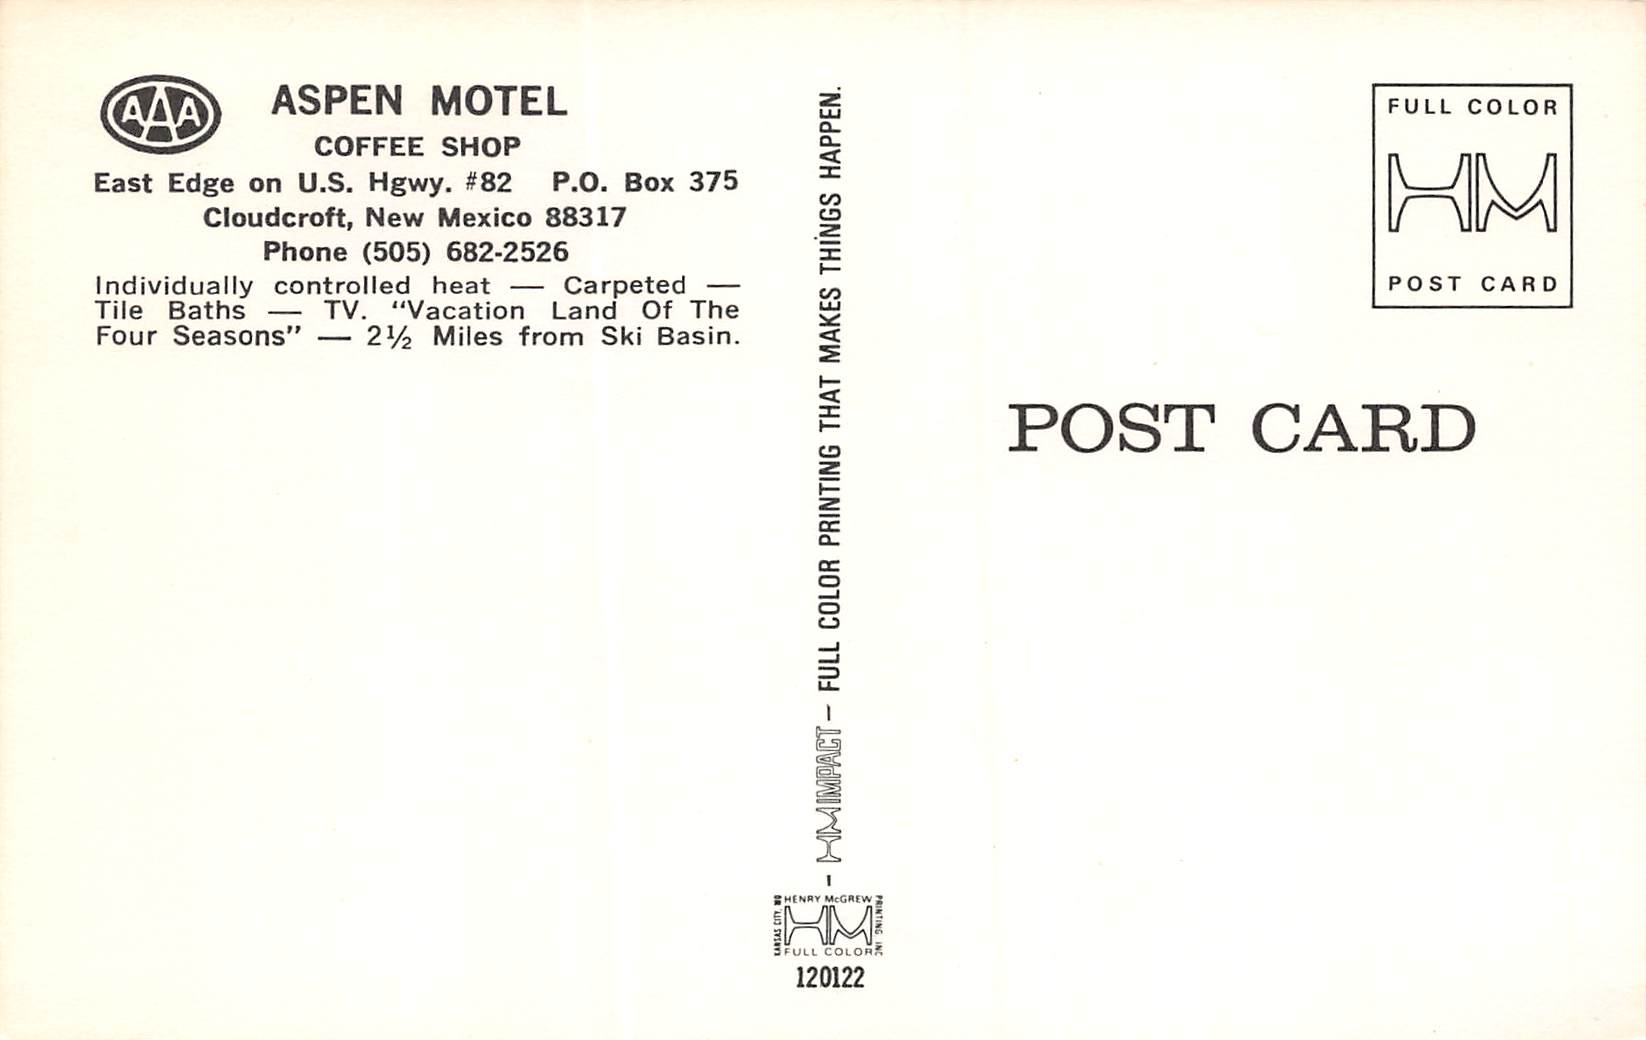 AAA
ASPEN MOTEL
COFFEE SHOP
East Edge on U.S. Hgwy. #82 P.O. Box 375
Cloudcroft, New Mexico 88317
Phone (505) 682-2526
Individually controlled heat — Carpeted —
Tile Baths — TV. “Vacation Land Of The
Four Seasons” — 2½ Miles from Ski Basin.
HM IMPACT – FULL COLOR PRINTING THAT MAKES THINGS HAPPEN.
KANSAS CITY, MO
HENRY McGREW
PRINTING INC
HM
FULL COLOR
120122
FULL COLOR
HM
POST CARD
POST CARD